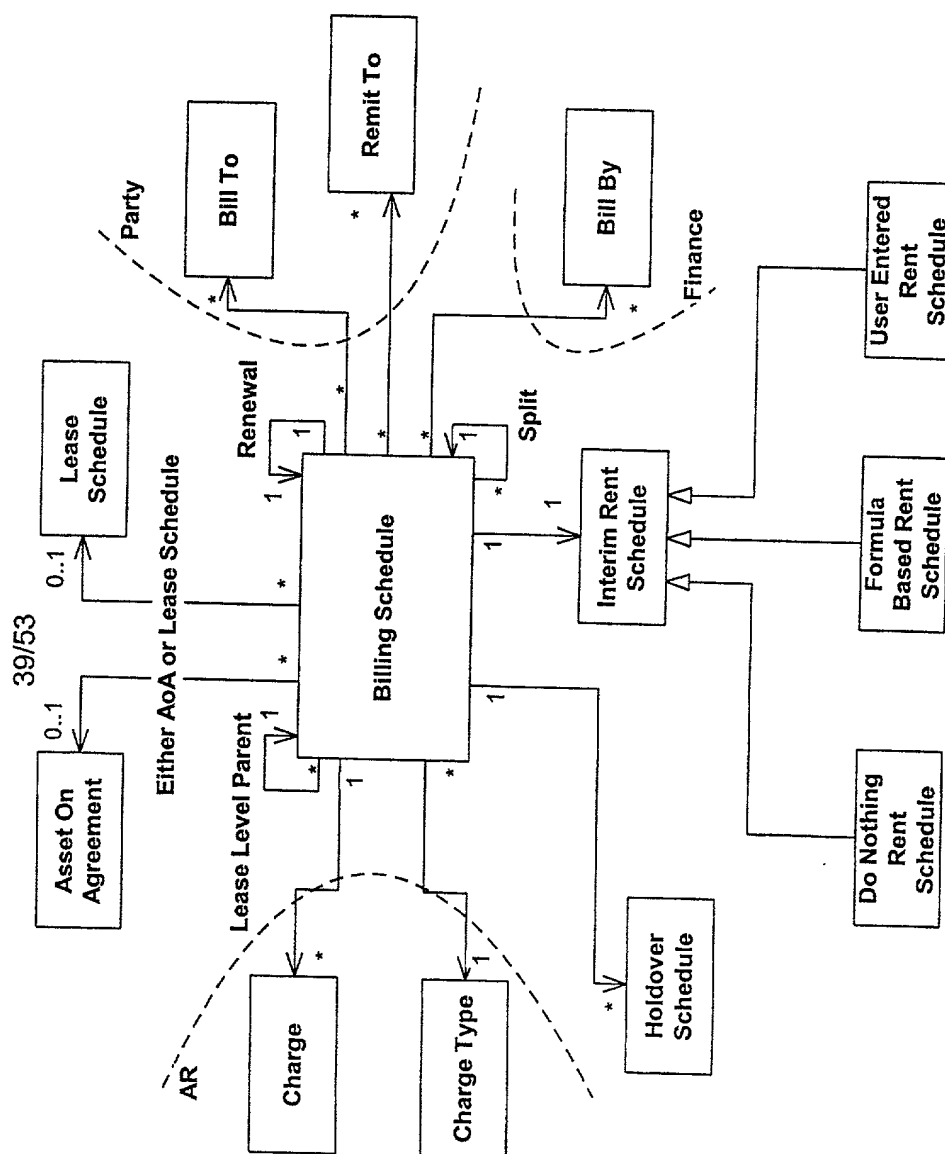 39/53
Asset On
Agreement
0..1
Either AoA or Lease Schedule
0..1
Lease
Schedule
*
*
AR
Charge
*
Charge Type
1
Lease Level Parent
1
*
1
*
Billing Schedule
Renewal
1
1
*
*
*
Split
1
*
Party
Bill To
*
Remit To
*
Finance
Bill By
*
1
1
1
Holdover
Schedule
*
Interim Rent
Schedule
Do Nothing
Rent
Schedule
Formula
Based Rent
Schedule
User Entered
Rent
Schedule